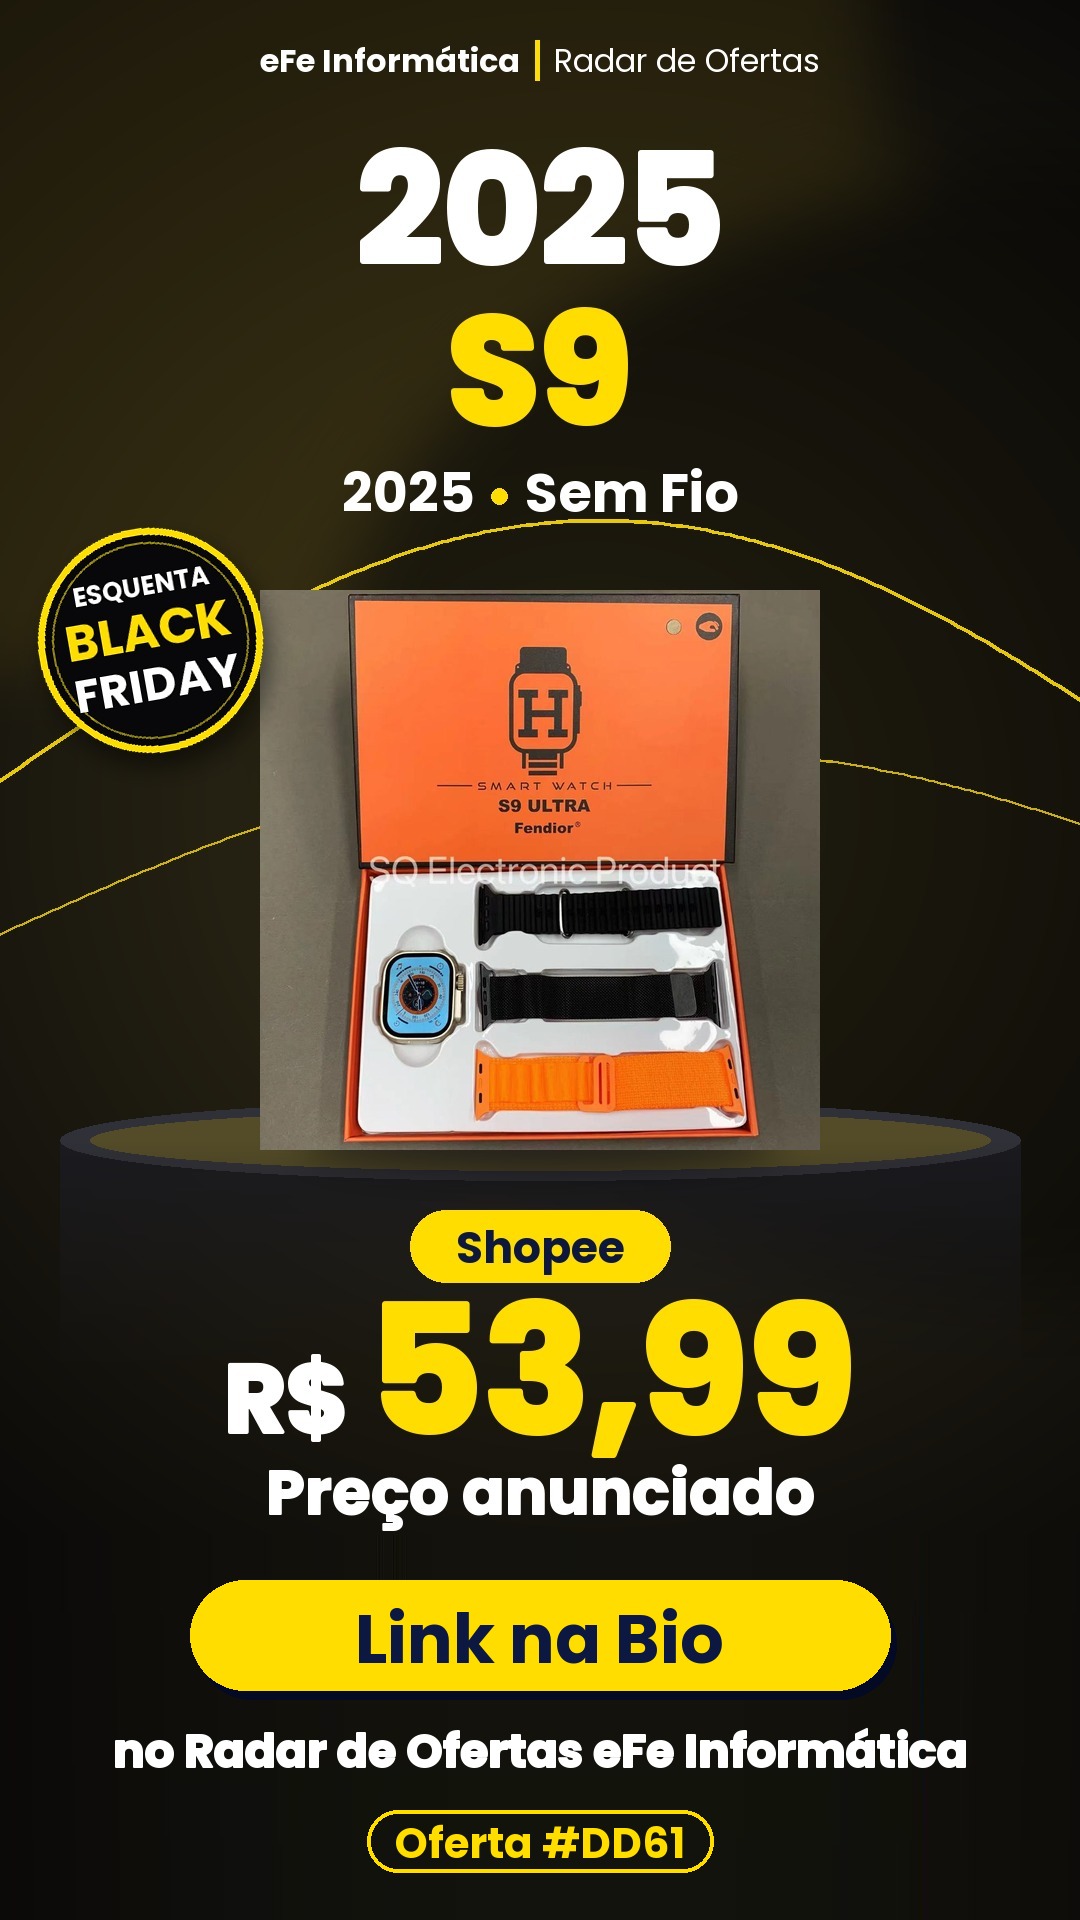 eFe Informática | Radar de Ofertas
2025
S9
2025 • Sem Fio
ESQUENTA
BLACK
FRIDAY
H
SMART WATCH
S9 ULTRA
Fendior®
SQ Electronic Product
Shopee
R$ 53,99
Preço anunciado
Link na Bio
no Radar de Ofertas eFe Informática
Oferta #DD61